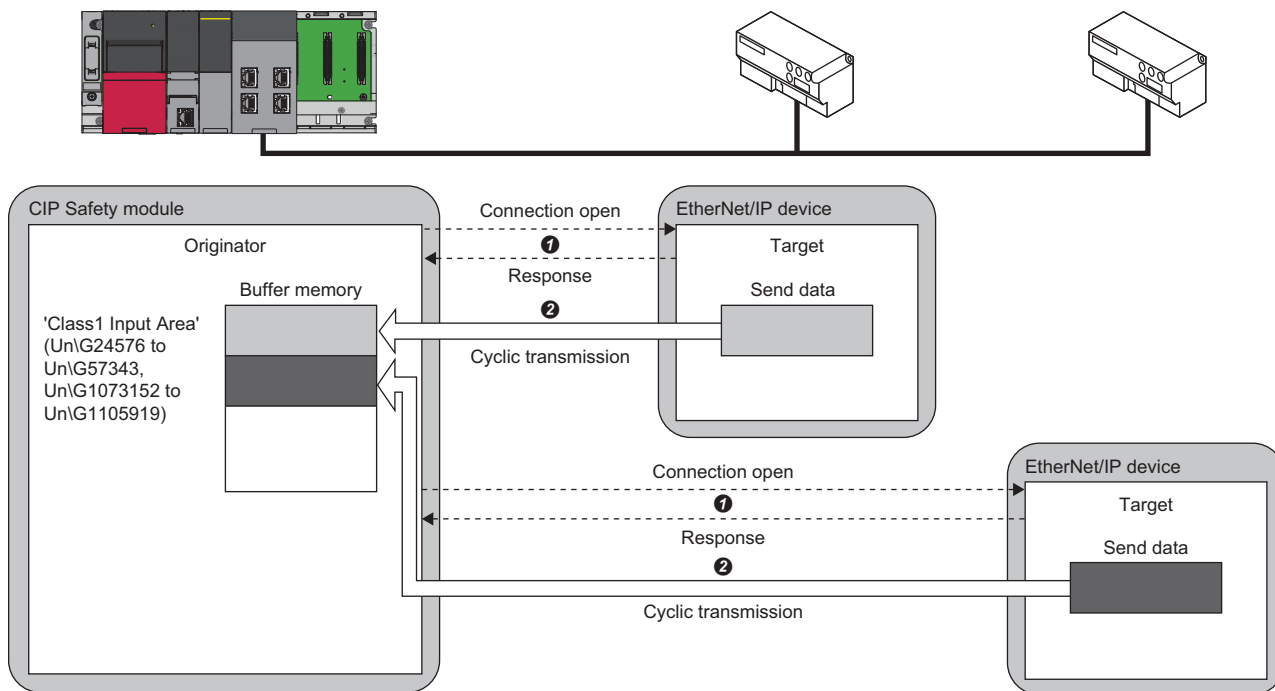 CIP Safety module
Originator
Buffer memory
'Class1 Input Area'
(Un\G24576 to
Un\G57343,
Un\G1073152 to
Un\G1105919)
Connection open
❶
Response
❷
Cyclic transmission
EtherNet/IP device
Target
Send data
Connection open
❶
Response
❷
Cyclic transmission
EtherNet/IP device
Target
Send data